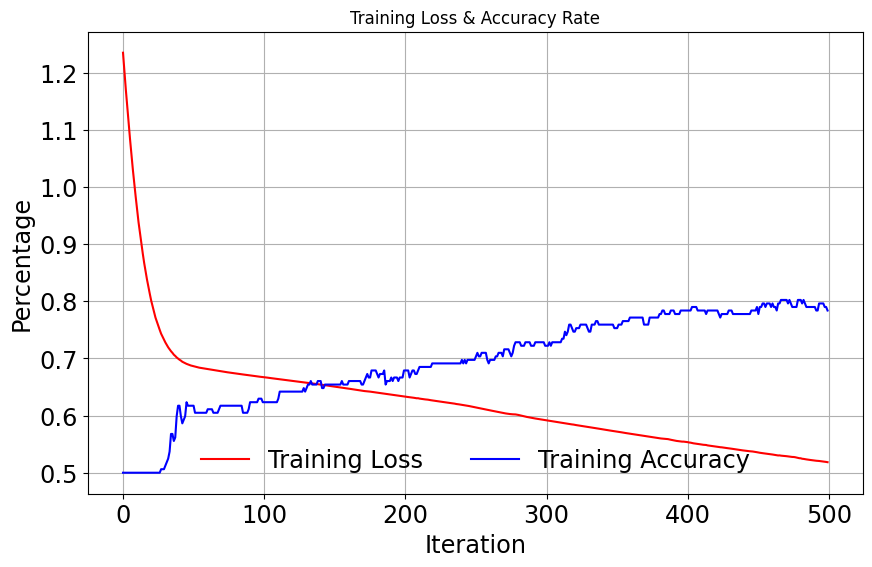 Training Loss & Accuracy Rate
1.2
1.1
1.0
0.9
0.8
0.7
0.6
0.5
Percentage
Training Loss
Training Accuracy
0 100 200 300 400 500
Iteration